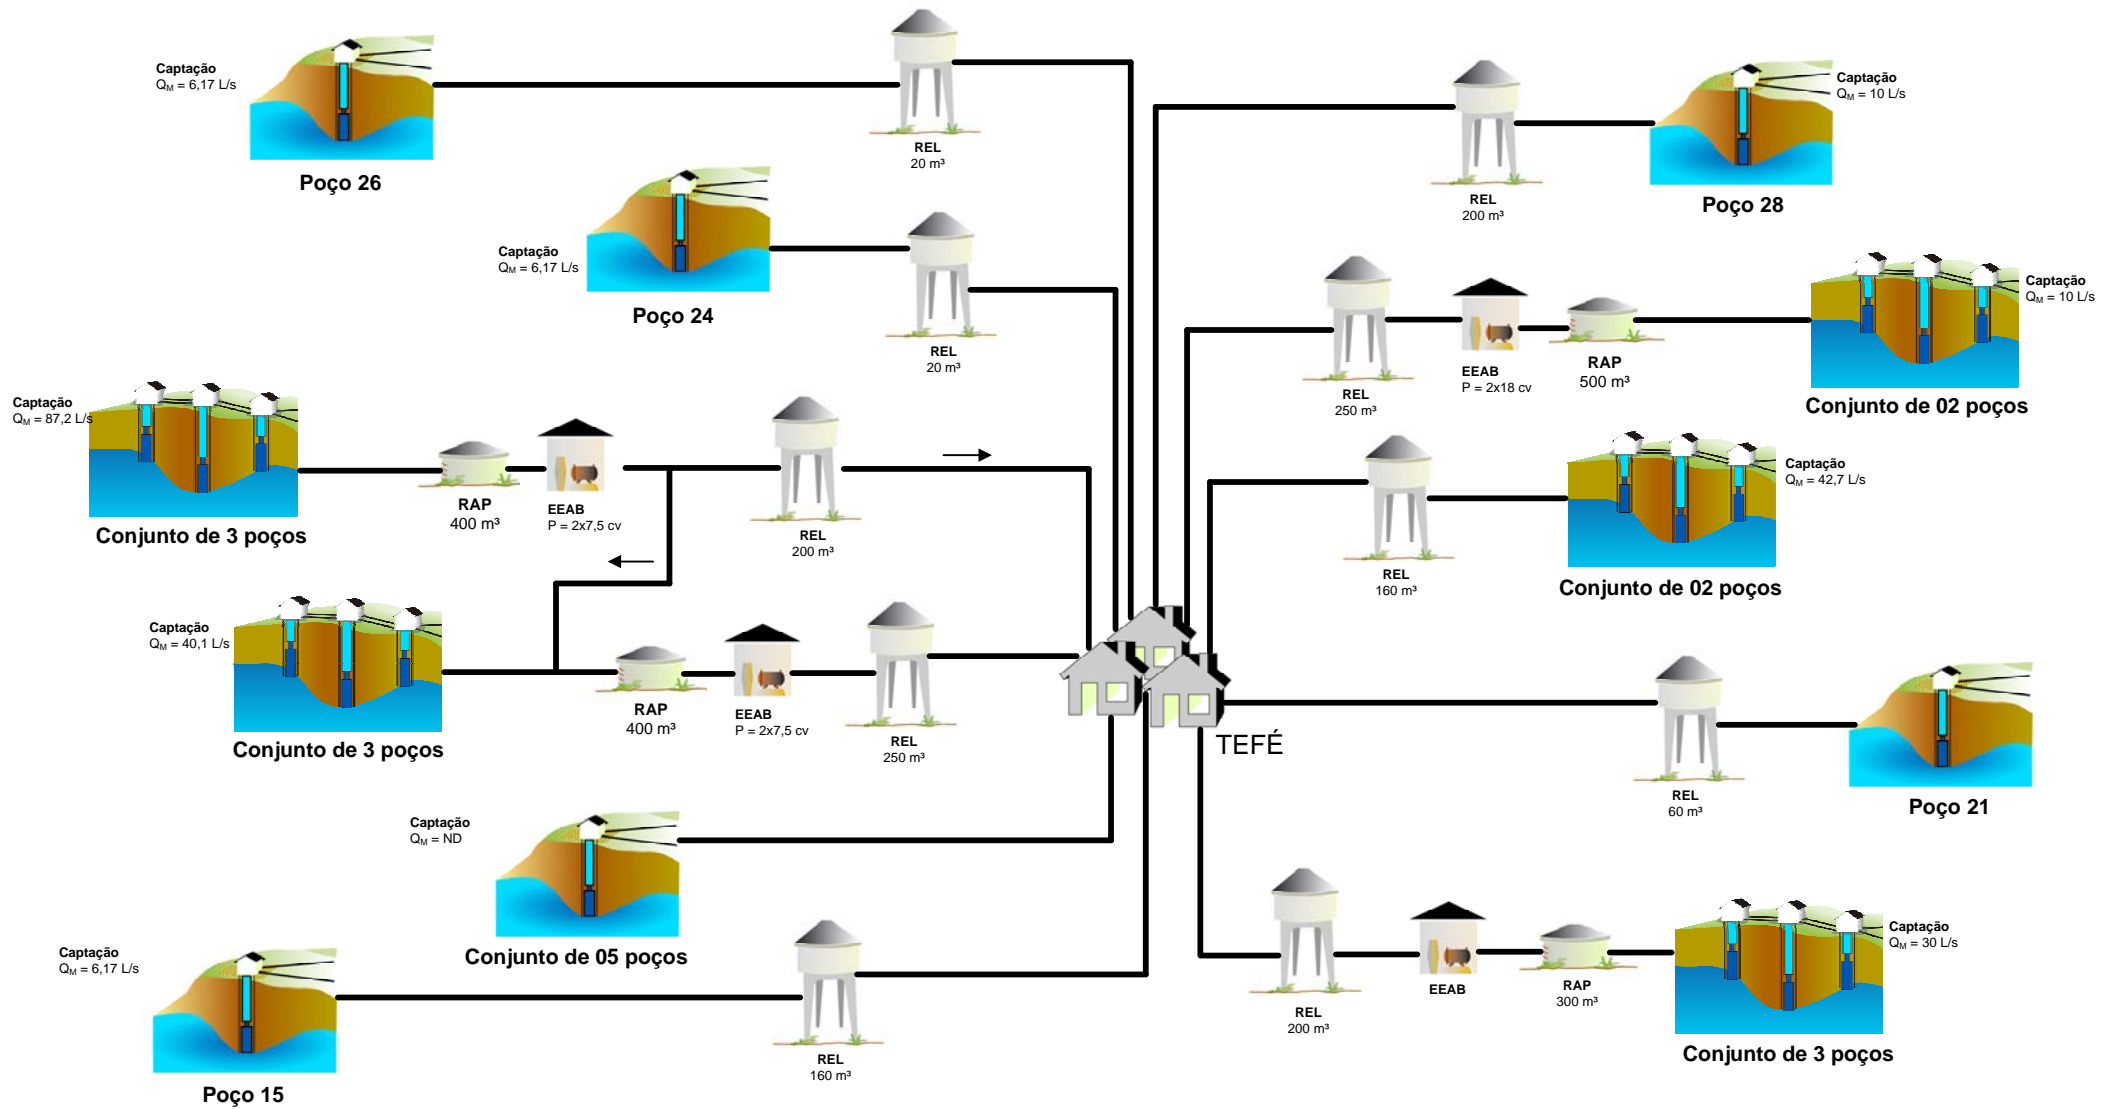 Captação
QM = 6,17 L/s
Poço 26
REL
20 m³
Captação
QM = 6,17 L/s
Poço 24
REL
20 m³
Captação
QM = 87,2 L/s
Conjunto de 3 poços
RAP
400 m³
EEAB
P = 2x7,5 cv
REL
200 m³
Captação
QM = 40,1 L/s
Conjunto de 3 poços
RAP
400 m³
EEAB
P = 2x7,5 cv
REL
250 m³
Captação
QM = ND
Conjunto de 05 poços
Captação
QM = 6,17 L/s
Poço 15
REL
160 m³
TEFÉ
REL
200 m³
Captação
QM = 10 L/s
Poço 28
REL
250 m³
EEAB
P = 2x18 cv
RAP
500 m³
Captação
QM = 10 L/s
Conjunto de 02 poços
REL
160 m³
Captação
QM = 42,7 L/s
Conjunto de 02 poços
REL
60 m³
Poço 21
REL
200 m³
EEAB
RAP
300 m³
Captação
QM = 30 L/s
Conjunto de 3 poços